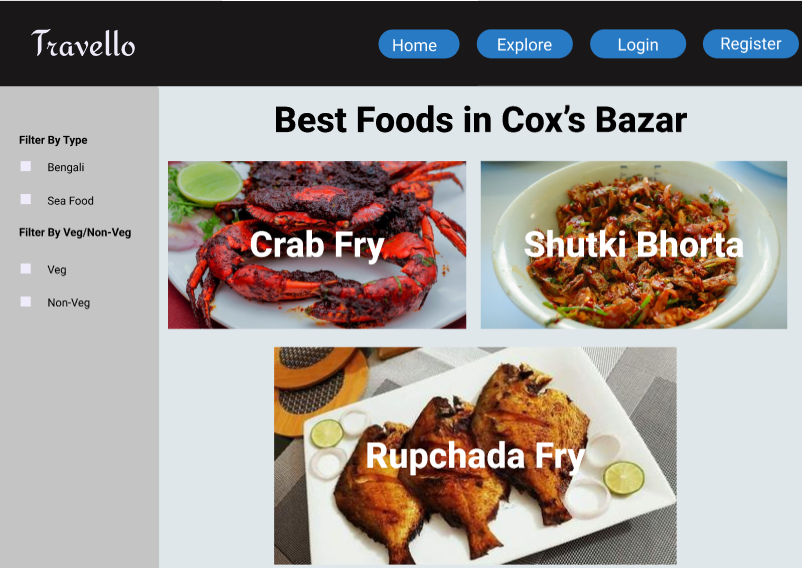 Travello
Home
Explore
Login
Register
Best Foods in Cox’s Bazar
Filter By Type
Bengali
Sea Food
Filter By Veg/Non-Veg
Veg
Non-Veg
Crab Fry
Shutki Bhorta
Rupchada Fry